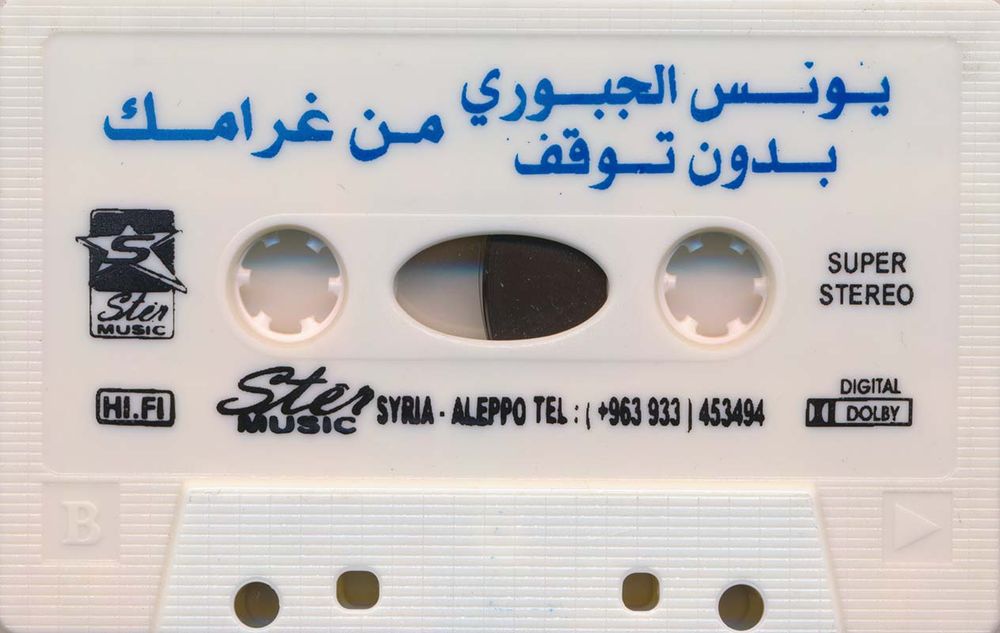 يونس الجبوري
بدون توقف
من غرامك
S
Ster
MUSIC
SUPER
STEREO
HI.FI
Ster
MUSIC
SYRIA - ALEPPO TEL : ( +963 933 ) 453494
DIGITAL
DOLBY
B